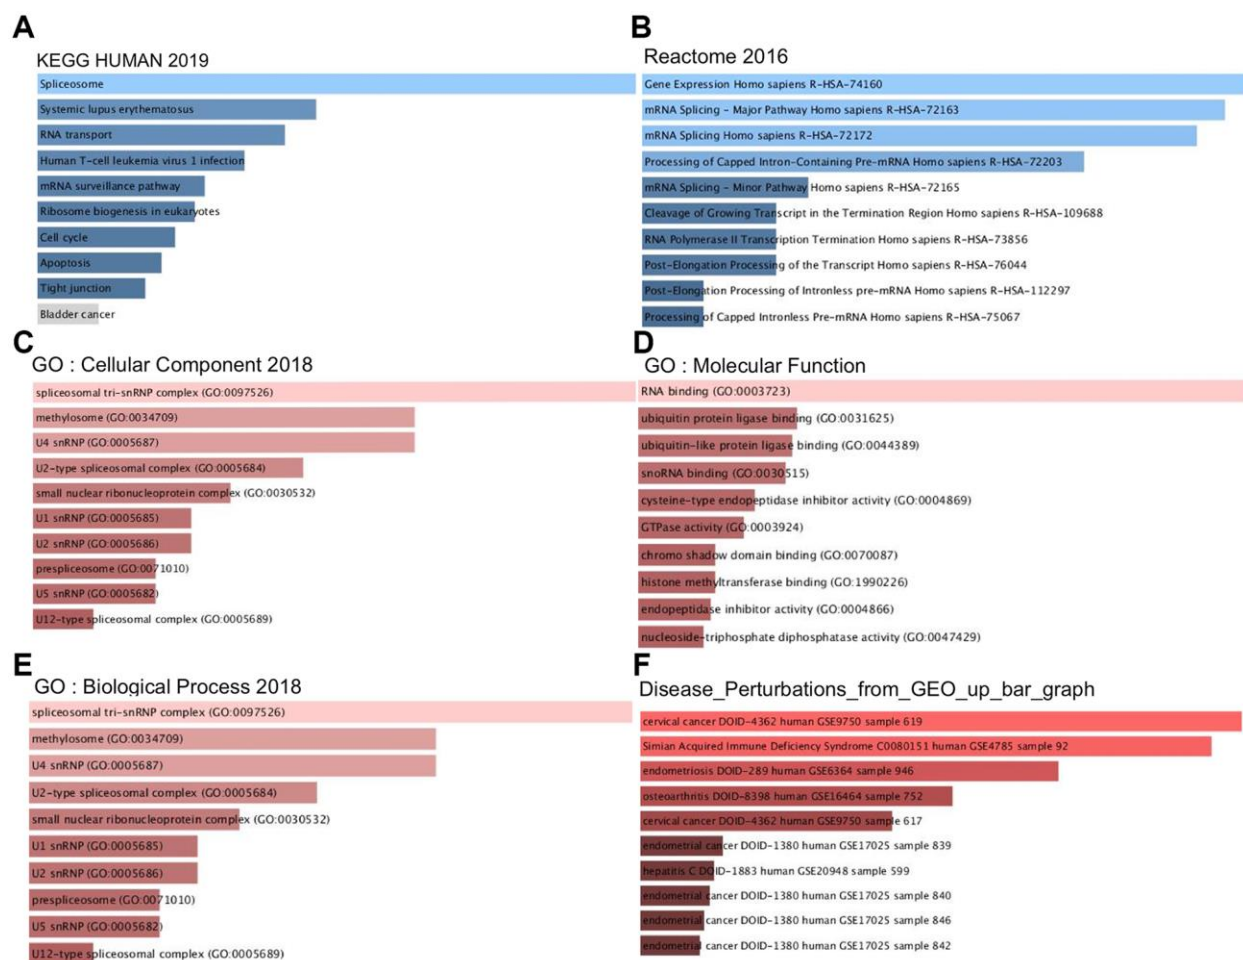 A
KEGG HUMAN 2019
Spliceosome
Systemic lupus erythematosus
RNA transport
Human T-cell leukemia virus 1 infection
mRNA surveillance pathway
Ribosome biogenesis in eukaryotes
Cell cycle
Apoptosis
Tight junction
Bladder cancer
B
Reactome 2016
Gene Expression Homo sapiens R-HSA-74160
mRNA Splicing - Major Pathway Homo sapiens R-HSA-72163
mRNA Splicing Homo sapiens R-HSA-72172
Processing of Capped Intron-Containing Pre-mRNA Homo sapiens R-HSA-72203
mRNA Splicing - Minor Pathway Homo sapiens R-HSA-72165
Cleavage of Growing Transcript in the Termination Region Homo sapiens R-HSA-109688
RNA Polymerase II Transcription Termination Homo sapiens R-HSA-73856
Post-Elongation Processing of the Transcript Homo sapiens R-HSA-76044
Post-Elongation Processing of Intronless pre-mRNA Homo sapiens R-HSA-112297
Processing of Capped Intronless Pre-mRNA Homo sapiens R-HSA-75067
C
GO : Cellular Component 2018
spliceosomal tri-snRNP complex (GO:0097526)
methylosome (GO:0034709)
U4 snRNP (GO:0005687)
U2-type spliceosomal complex (GO:0005684)
small nuclear ribonucleoprotein complex (GO:0030532)
U1 snRNP (GO:0005685)
U2 snRNP (GO:0005686)
prespliceosome (GO:0071010)
U5 snRNP (GO:0005682)
U12-type spliceosomal complex (GO:0005689)
D
GO : Molecular Function
RNA binding (GO:0003723)
ubiquitin protein ligase binding (GO:0031625)
ubiquitin-like protein ligase binding (GO:0044389)
snoRNA binding (GO:0030515)
cysteine-type endopeptidase inhibitor activity (GO:0004869)
GTPase activity (GO:0003924)
chromo shadow domain binding (GO:0070087)
histone methyltransferase binding (GO:1990226)
endopeptidase inhibitor activity (GO:0004866)
nucleoside-triphosphate diphosphatase activity (GO:0047429)
E
GO : Biological Process 2018
spliceosomal tri-snRNP complex (GO:0097526)
methylosome (GO:0034709)
U4 snRNP (GO:0005687)
U2-type spliceosomal complex (GO:0005684)
small nuclear ribonucleoprotein complex (GO:0030532)
U1 snRNP (GO:0005685)
U2 snRNP (GO:0005686)
prespliceosome (GO:0071010)
U5 snRNP (GO:0005682)
U12-type spliceosomal complex (GO:0005689)
F
Disease_Perturbations_from_GEO_up_bar_graph
cervical cancer DOID-4362 human GSE9750 sample 619
Simian Acquired Immune Deficiency Syndrome C0080151 human GSE4785 sample 92
endometriosis DOID-289 human GSE6364 sample 946
osteoarthritis DOID-8398 human GSE16464 sample 752
cervical cancer DOID-4362 human GSE9750 sample 617
endometrial cancer DOID-1380 human GSE17025 sample 839
hepatitis C DOID-1883 human GSE20948 sample 599
endometrial cancer DOID-1380 human GSE17025 sample 840
endometrial cancer DOID-1380 human GSE17025 sample 846
endometrial cancer DOID-1380 human GSE17025 sample 842